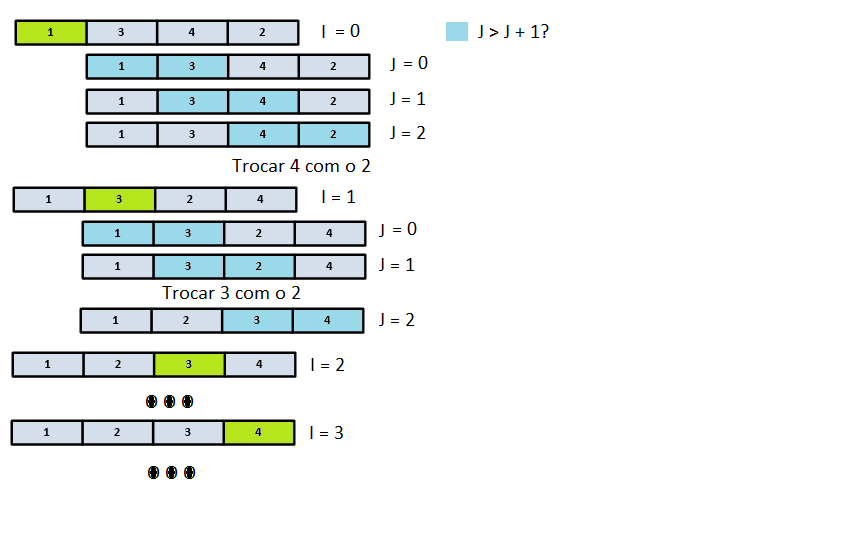 1 3 4 2 I = 0 J > J + 1?
1 3 4 2 J = 0
1 3 4 2 J = 1
1 3 4 2 J = 2
Trocar 4 com o 2
1 3 2 4 I = 1
1 3 2 4 J = 0
1 3 2 4 J = 1
Trocar 3 com o 2
1 2 3 4 J = 2
1 2 3 4 I = 2
1 2 3 4 I = 3